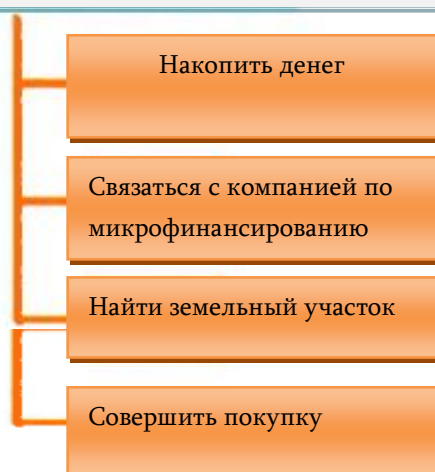 Накопить денег
Связаться с компанией по
микрофинансированию
Найти земельный участок
Совершить покупку